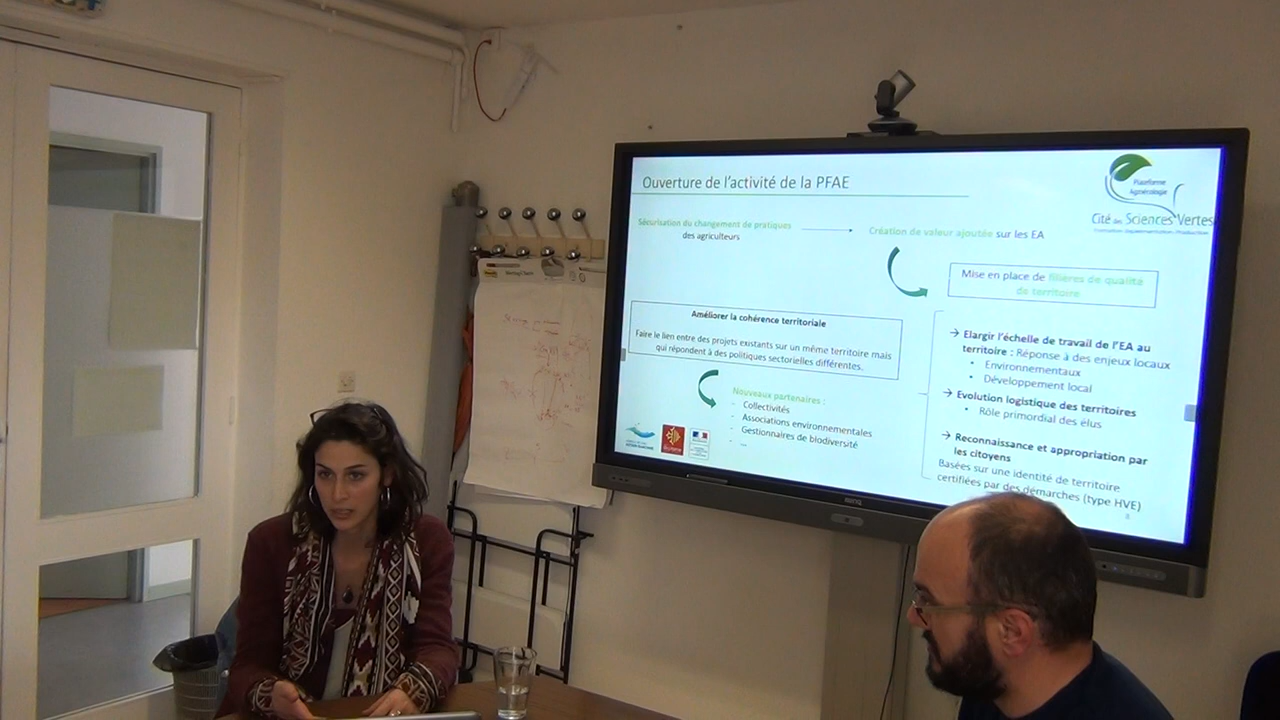 Ouverture de l'activité de la PFAE
Plateforme
Agroécologie
Cité des Sciences Vertes
Formation Expérimentation Production
Sécurisation du changement de pratiques
des agriculteurs
Création de valeur ajoutée sur les EA
Mise en place de filières de qualité
de territoire
Améliorer la cohérence territoriale
Faire le lien entre des projets existants sur un même territoire mais
qui répondent à des politiques sectorielles différentes.
Nouveaux partenaires :
- Collectivités
- Associations environnementales
- Gestionnaires de biodiversité
- ...
→ Elargir l'échelle de travail de l'EA au
territoire : Réponse à des enjeux locaux
• Environnementaux
• Développement local
→ Evolution logistique des territoires
• Rôle primordial des élus
→ Reconnaissance et appropriation par
les citoyens
Basées sur une identité de territoire
certifiées par des démarches (type HVE)
8
BENQ